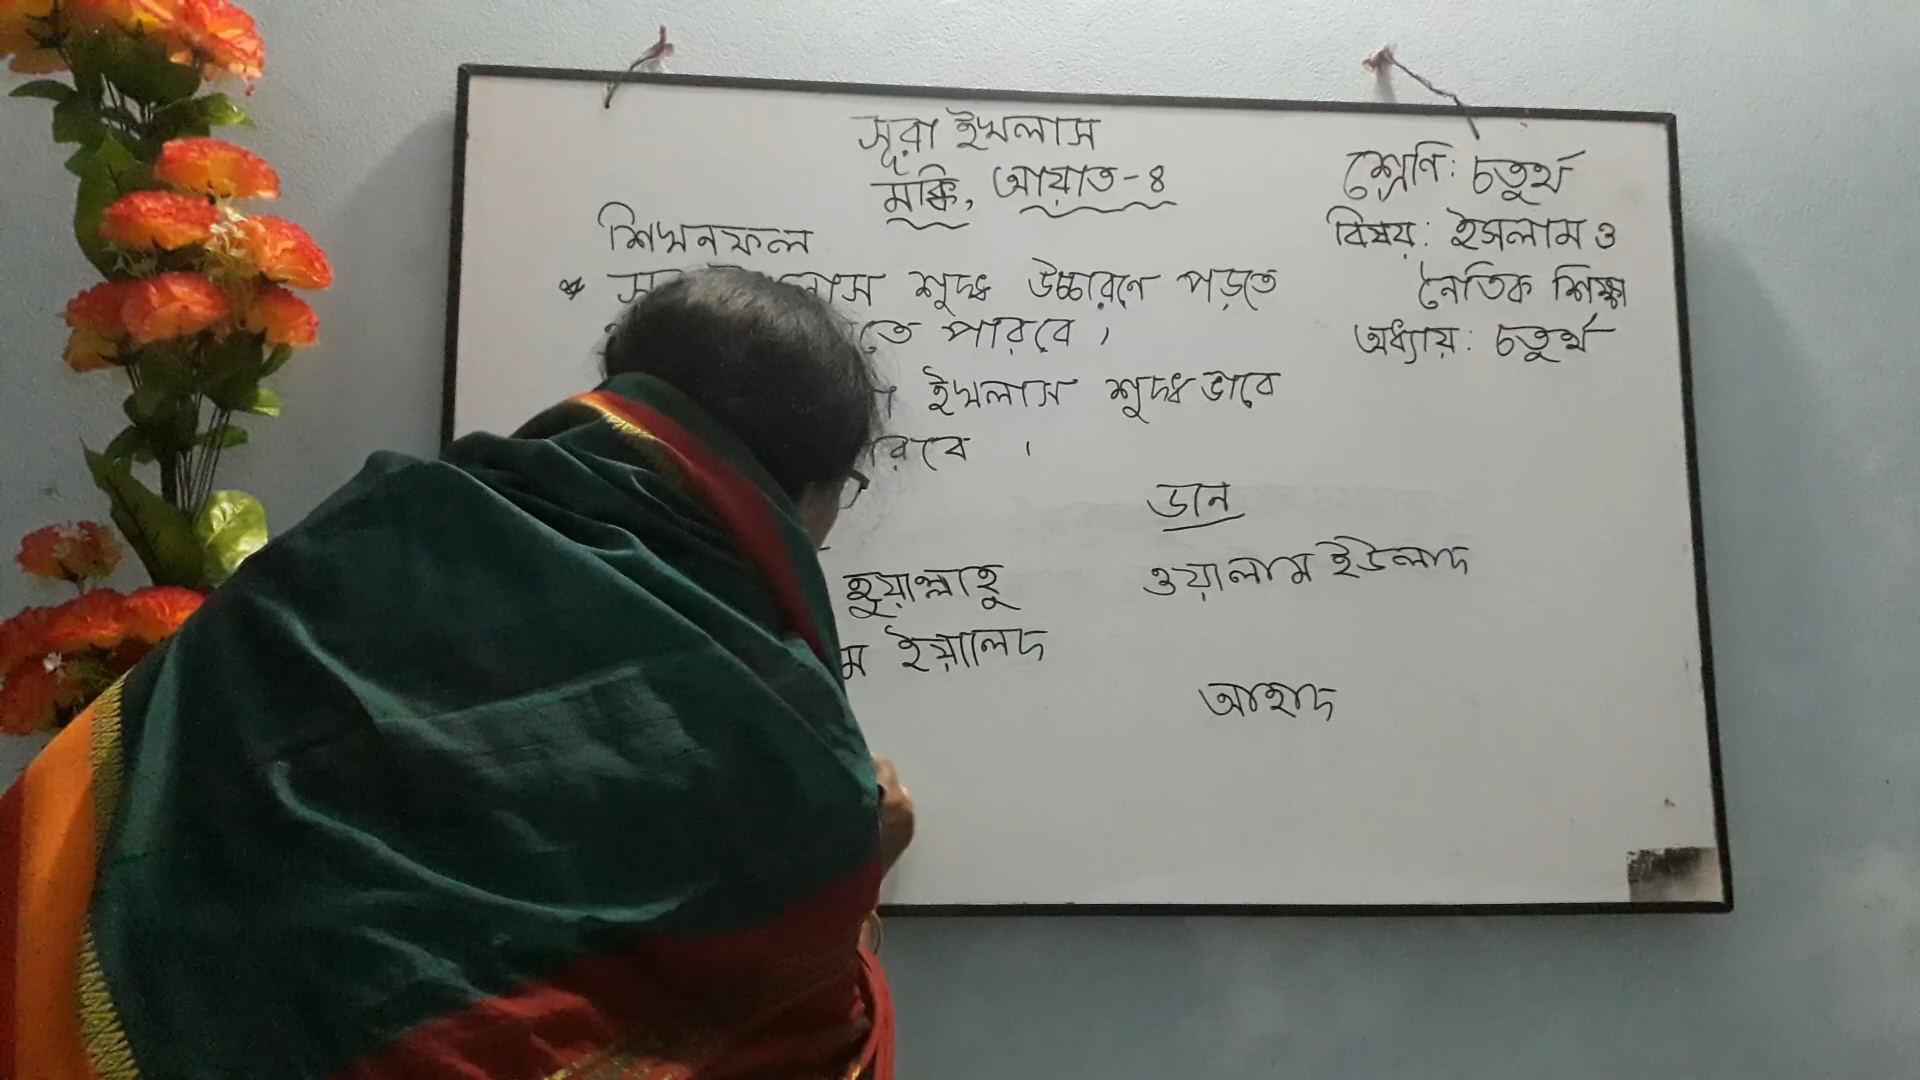 সূরা ইখলাস
মক্কি, আয়াত-৪
শ্রেণি: চতুর্থ
বিষয়: ইসলাম ও
নৈতিক শিক্ষা
অধ্যায়: চতুর্থ
শিখনফল
* শুদ্ধ উচ্চারণে পড়তে
পারবে।
ইখলাস শুদ্ধভাবে
।
ডান
হুয়াল্লাহু
ওয়ালাম ইউলাদ
ইয়ালিদ
আহাদ